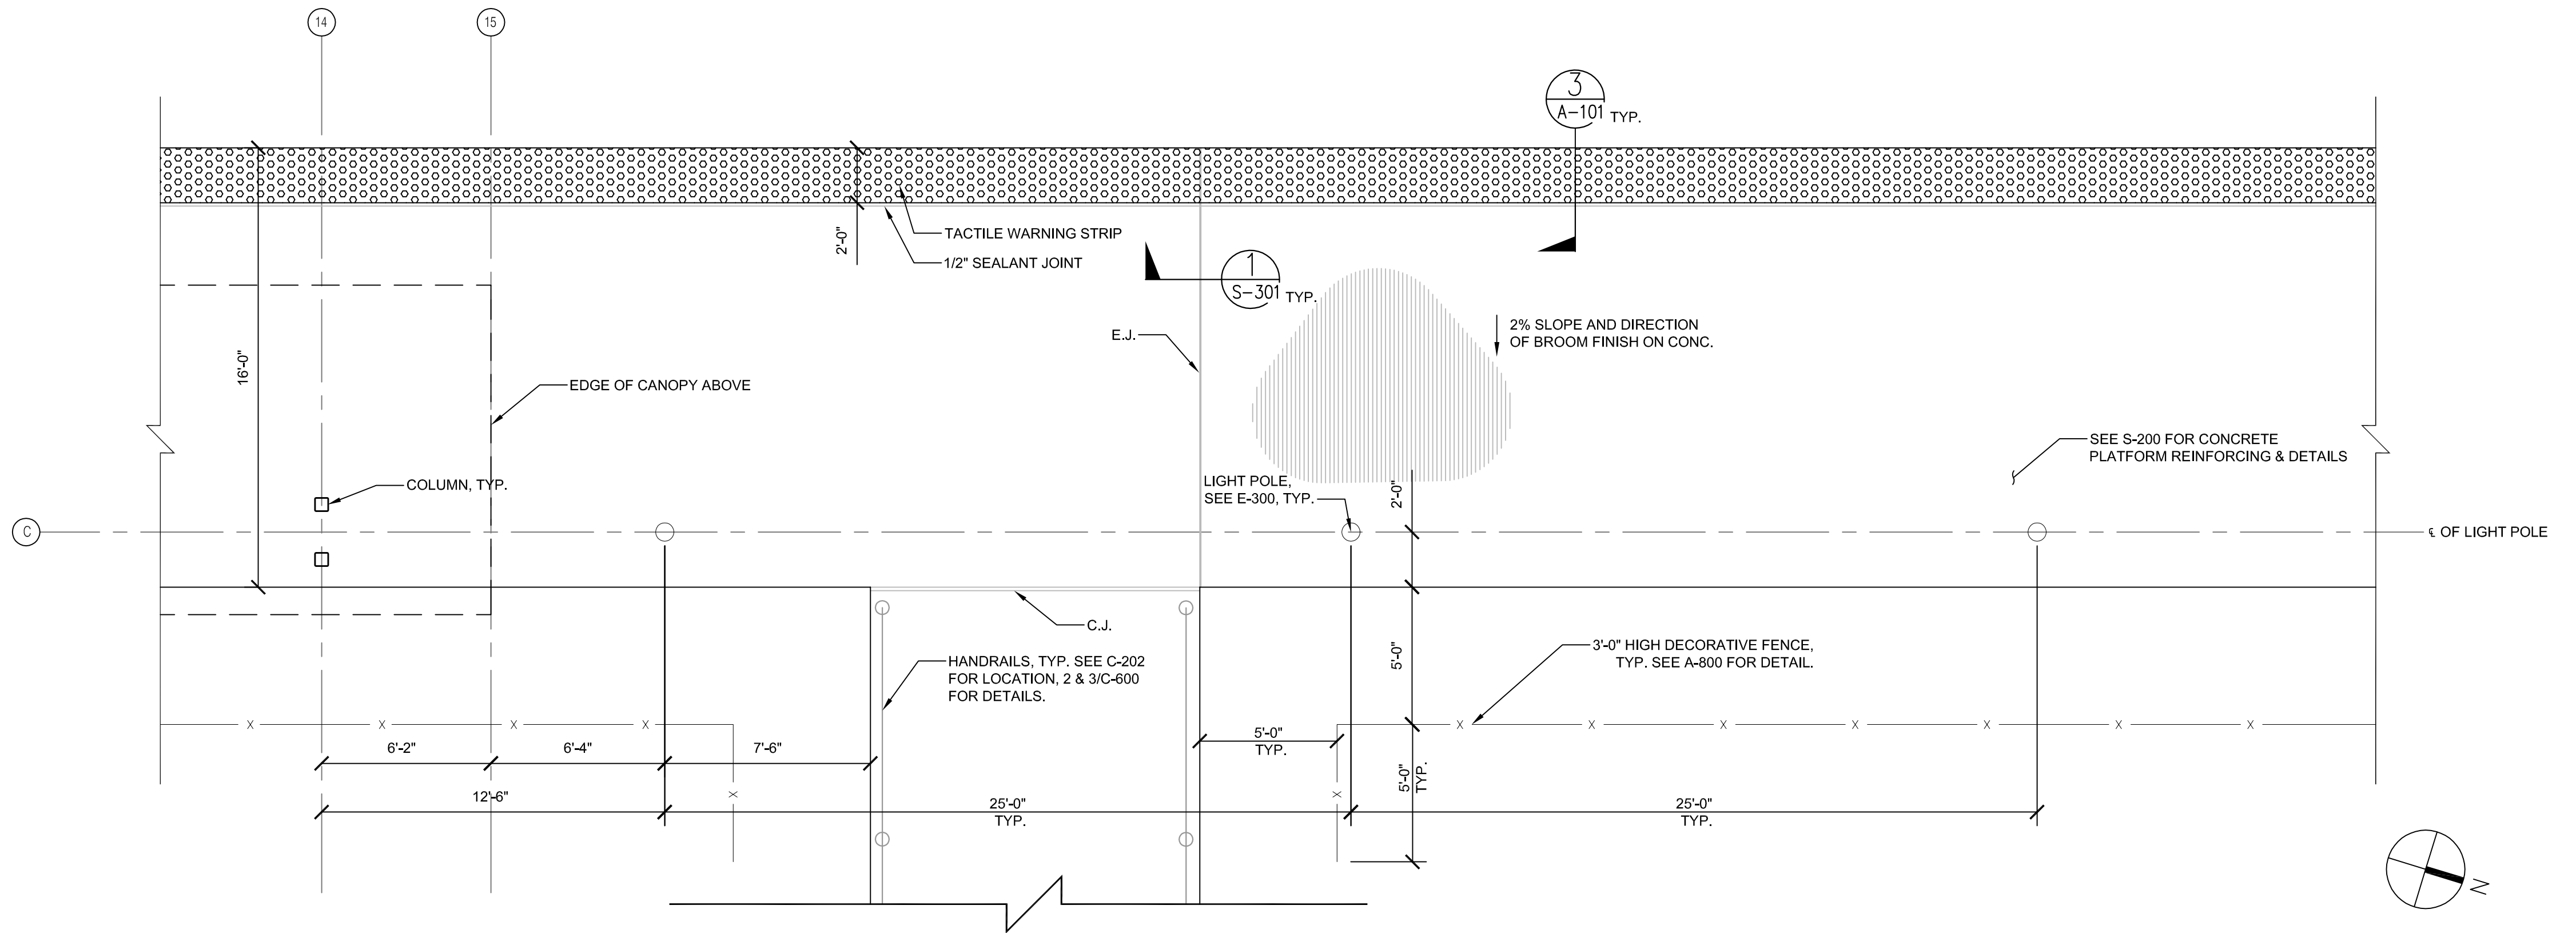 14
15
3
A-101 TYP.
2'-0"
TACTILE WARNING STRIP
1/2" SEALANT JOINT
1
S-301 TYP.
E.J.
2% SLOPE AND DIRECTION
OF BROOM FINISH ON CONC.
16'-0"
EDGE OF CANOPY ABOVE
SEE S-200 FOR CONCRETE
PLATFORM REINFORCING & DETAILS
COLUMN, TYP.
LIGHT POLE,
SEE E-300, TYP.
2'-0"
C
℄ OF LIGHT POLE
C.J.
HANDRAILS, TYP. SEE C-202
FOR LOCATION, 2 & 3/C-600
FOR DETAILS.
5'-0"
3'-0" HIGH DECORATIVE FENCE,
TYP. SEE A-800 FOR DETAIL.
X X X X X X X X X X X
6'-2"
6'-4"
7'-6"
5'-0"
TYP.
5'-0"
TYP.
X X
12'-6"
25'-0"
TYP.
25'-0"
TYP.
N